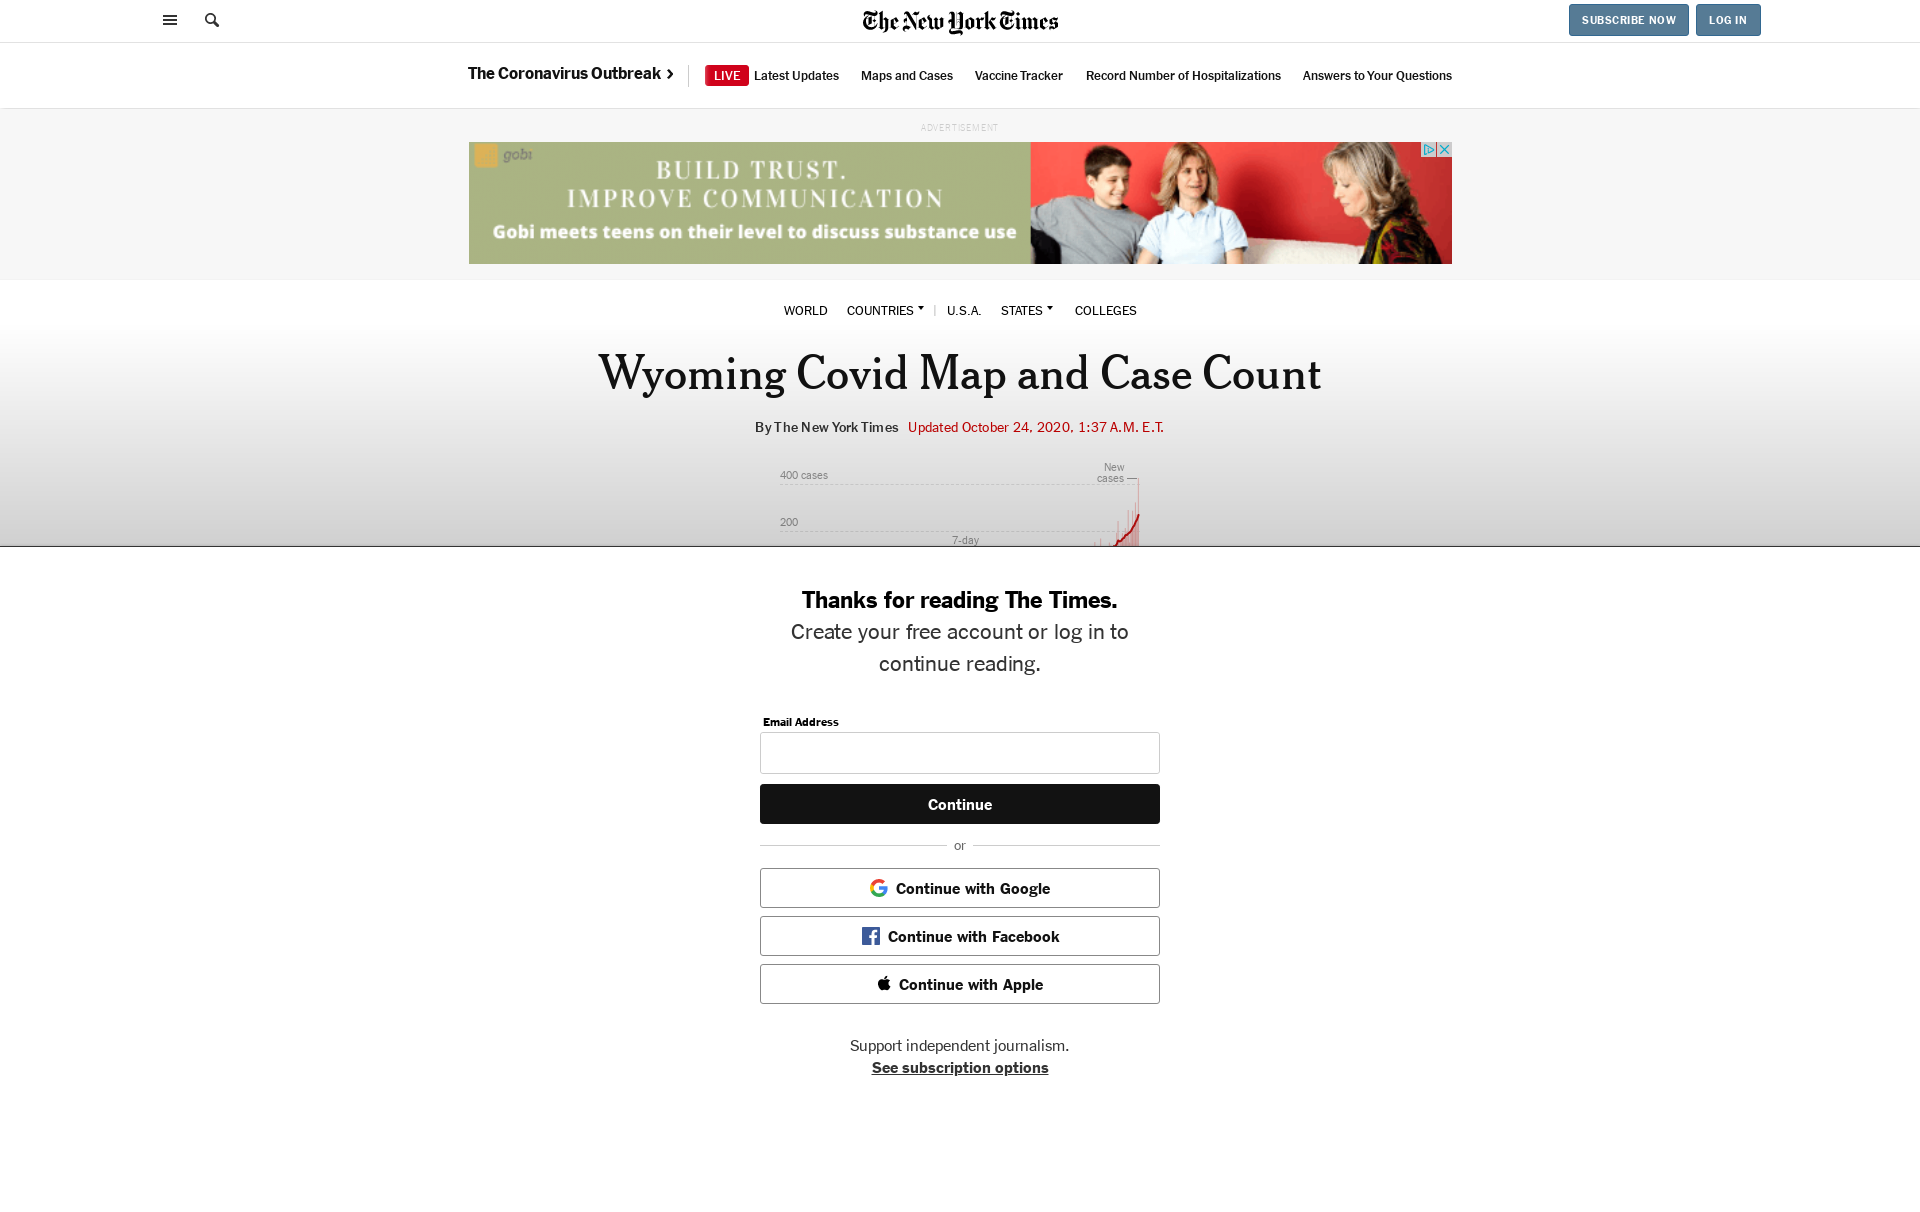 The New York Times
SUBSCRIBE NOW
LOG IN
The Coronavirus Outbreak
LIVE Latest Updates
Maps and Cases
Vaccine Tracker
Record Number of Hospitalizations
Answers to Your Questions
ADVERTISEMENT
gobi
BUILD TRUST.
IMPROVE COMMUNICATION
Gobi meets teens on their level to discuss substance use
WORLD COUNTRIES | U.S.A. STATES COLLEGES
Wyoming Covid Map and Case Count
By The New York Times Updated October 24, 2020, 1:37 A.M. E.T.
400 cases
New
cases
200
7-day
Thanks for reading The Times.
Create your free account or log in to
continue reading.
Email Address
Continue
or
Continue with Google
Continue with Facebook
Continue with Apple
Support independent journalism.
See subscription options